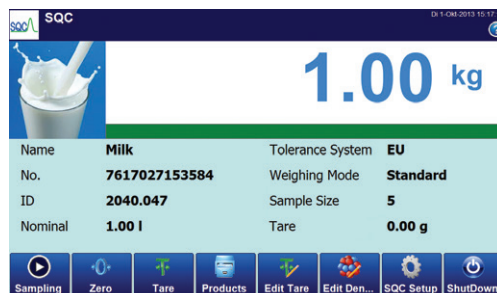 SQC SQC Di 1-Okt-2013 15:17
1.00 kg
Name Milk Tolerance System EU
No. 7617027153584 Weighing Mode Standard
ID 2040.047 Sample Size 5
Nominal 1.00 l Tare 0.00 g
Sampling Zero Tare Products Edit Tare Edit Den... SQC Setup ShutDown